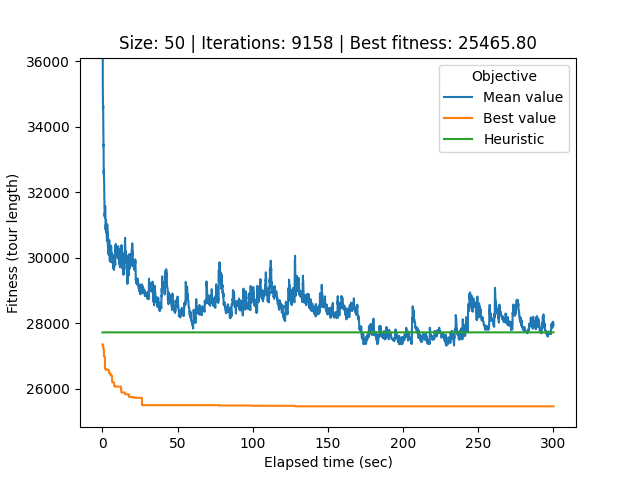 Size: 50 | Iterations: 9158 | Best fitness: 25465.80
Objective
Mean value
Best value
Heuristic
Fitness (tour length)
36000
34000
32000
30000
28000
26000
0 50 100 150 200 250 300
Elapsed time (sec)